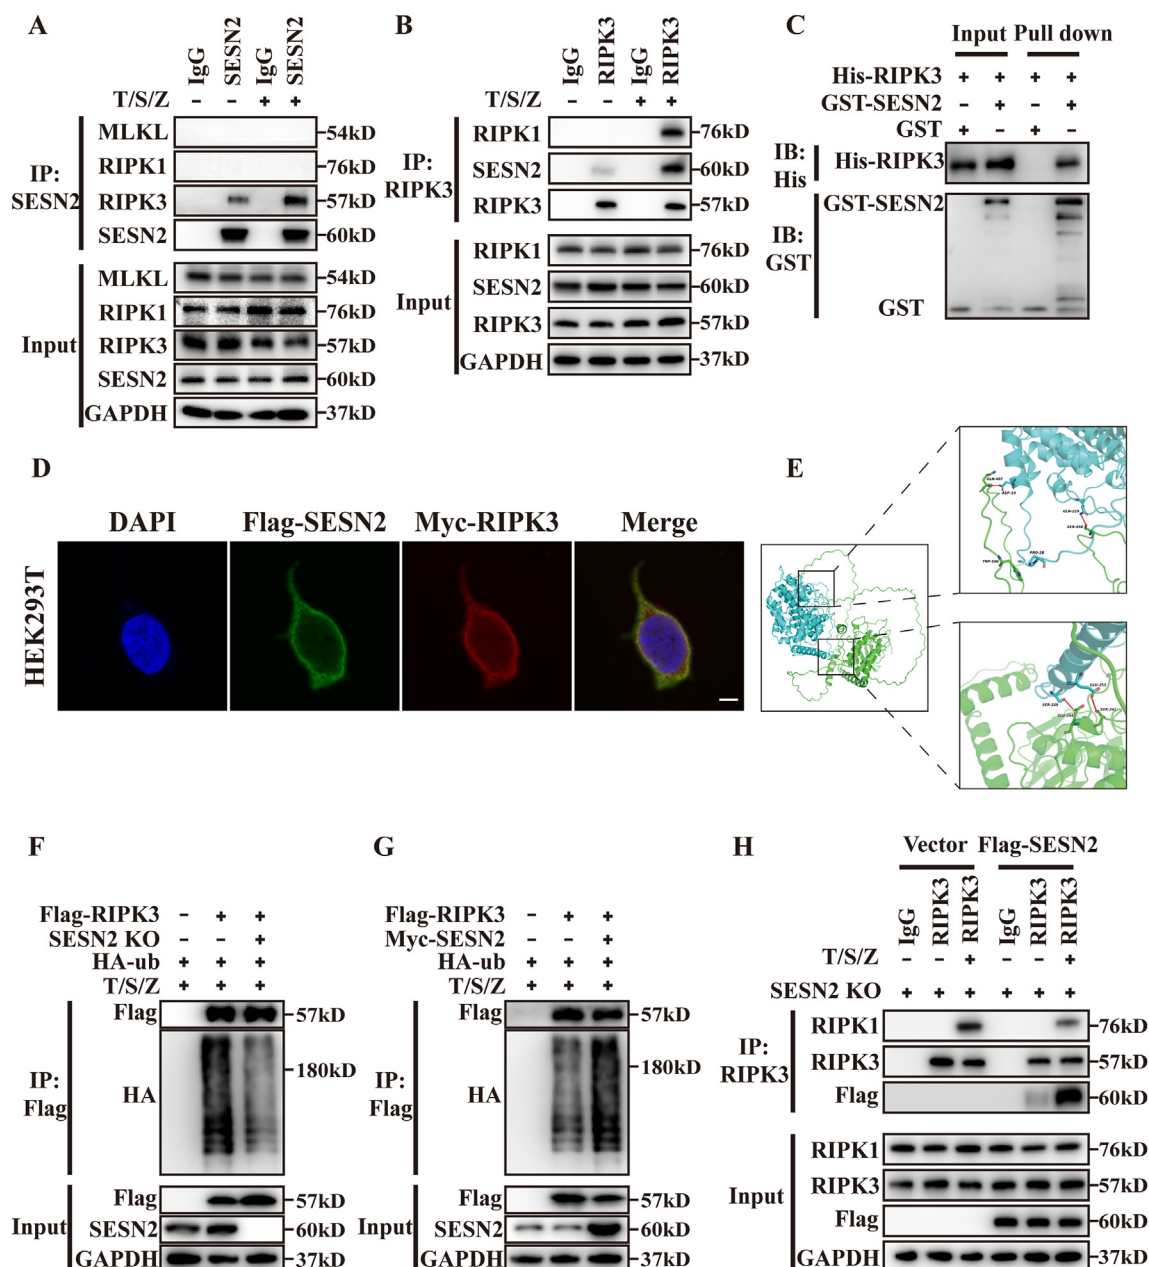 A
IgG SESN2 IgG SESN2
T/S/Z - - + +
IP: SESN2
MLKL -54kD
RIPK1 76kD
RIPK3 -57kD
SESN2 -60kD
Input
MLKL -54kD
RIPK1 -76kD
RIPK3 -57kD
SESN2 -60kD
GAPDH -37kD
B
IgG RIPK3 IgG RIPK3
T/S/Z - - + +
IP: RIPK3
RIPK1 -76kD
SESN2 -60kD
RIPK3 -57kD
Input
RIPK1 -76kD
SESN2 -60kD
RIPK3 -57kD
GAPDH -37kD
C
Input Pull down
His-RIPK3 + + + +
GST-SESN2 - + - +
GST + - + -
IB: His
His-RIPK3
IB: GST
GST-SESN2
GST
D
DAPI Flag-SESN2 Myc-RIPK3 Merge
HEK293T
E
ASP-14
PRO-28
GLU-253
F
Flag-RIPK3 - + +
SESN2 KO - - +
HA-ub + + +
T/S/Z + + +
IP: Flag
Flag -57kD
HA -180kD
Input
Flag -57kD
SESN2 -60kD
GAPDH -37kD
G
Flag-RIPK3 - + +
Myc-SESN2 - - +
HA-ub + + +
T/S/Z + + +
IP: Flag
Flag -57kD
HA -180kD
Input
Flag -57kD
SESN2 -60kD
GAPDH -37kD
H
Vector Flag-SESN2
IgG RIPK3 RIPK3 IgG RIPK3 RIPK3
T/S/Z - - + - - +
SESN2 KO + + + + + +
IP: RIPK3
RIPK1 -76kD
RIPK3 -57kD
Flag -60kD
Input
RIPK1 -76kD
RIPK3 -57kD
Flag -60kD
GAPDH -37kD